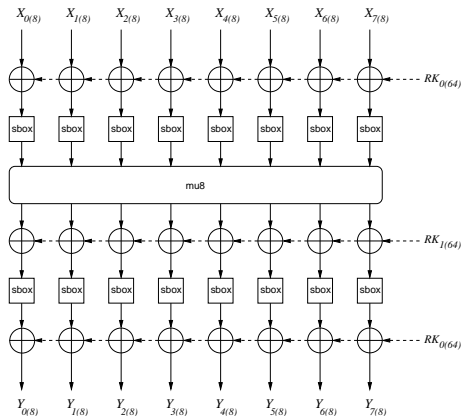 X0(8) X1(8) X2(8) X3(8) X4(8) X5(8) X6(8) X7(8)
RK0(64)
sbox sbox sbox sbox sbox sbox sbox sbox
mu8
RK1(64)
sbox sbox sbox sbox sbox sbox sbox sbox
RK0(64)
Y0(8) Y1(8) Y2(8) Y3(8) Y4(8) Y5(8) Y6(8) Y7(8)